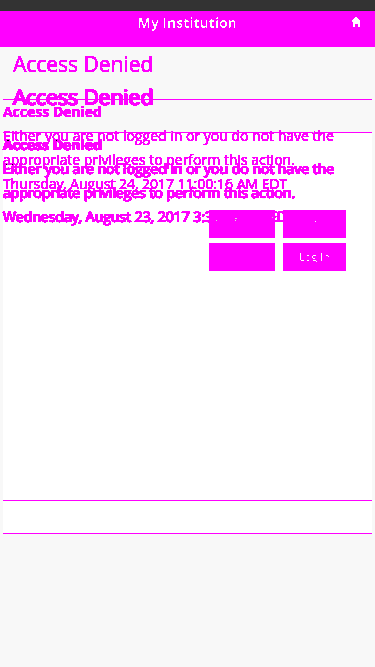 My Institution
Access Denied
Access Denied
Access Denied
Either you are not logged in or you do not have the
Access Denied
appropriate privileges to perform this action.
Either you are not logged in or you do not have the
Thursday, August 24, 2017 11:00:16 AM EDT
appropriate privileges to perform this action.
Wednesday, August 23, 2017
Log In